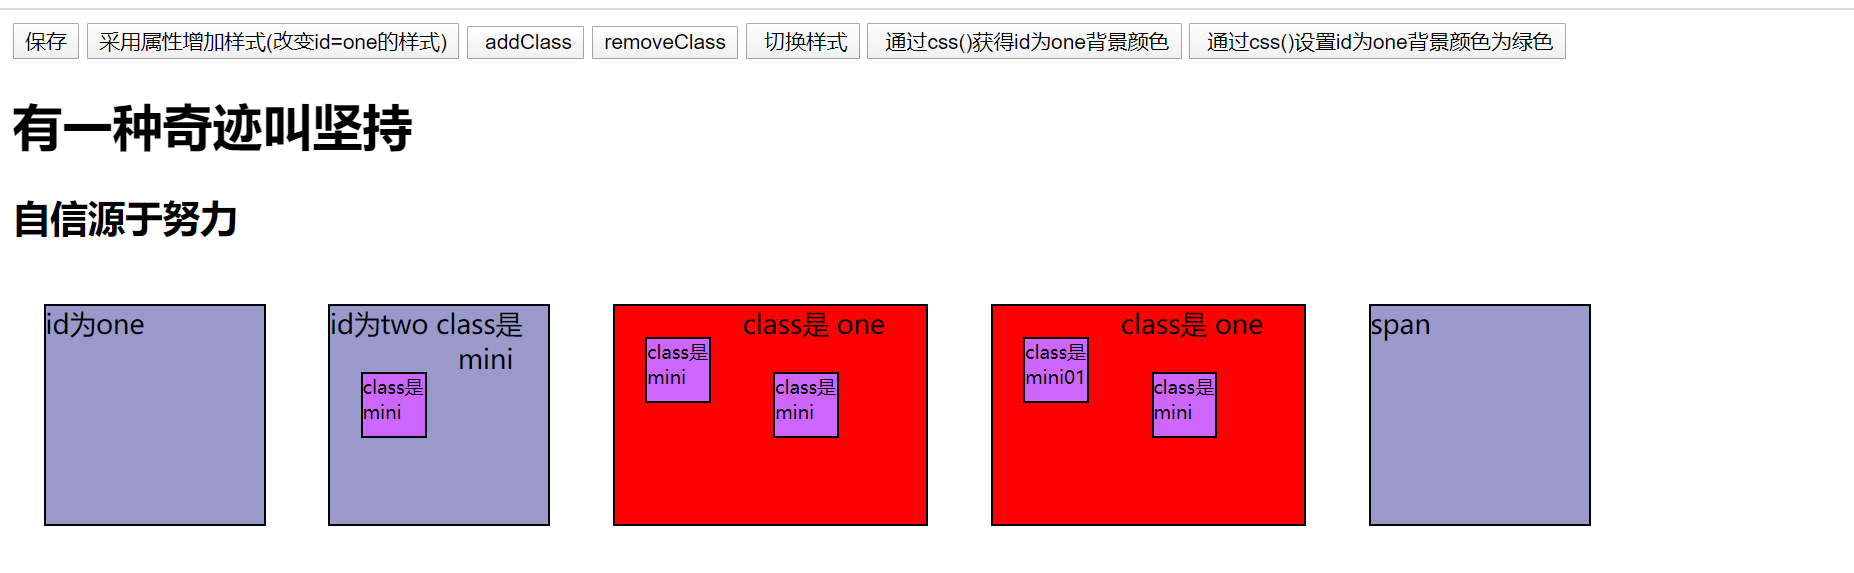 保存 采用属性增加样式(改变id=one的样式) addClass removeClass 切换样式 通过css()获得id为one背景颜色 通过css()设置id为one背景颜色为绿色
有一种奇迹叫坚持
自信源于努力
id为one
id为two class是
mini
class是
mini
class是 one
class是
mini
class是
mini
class是 one
class是
mini01
class是
mini
span